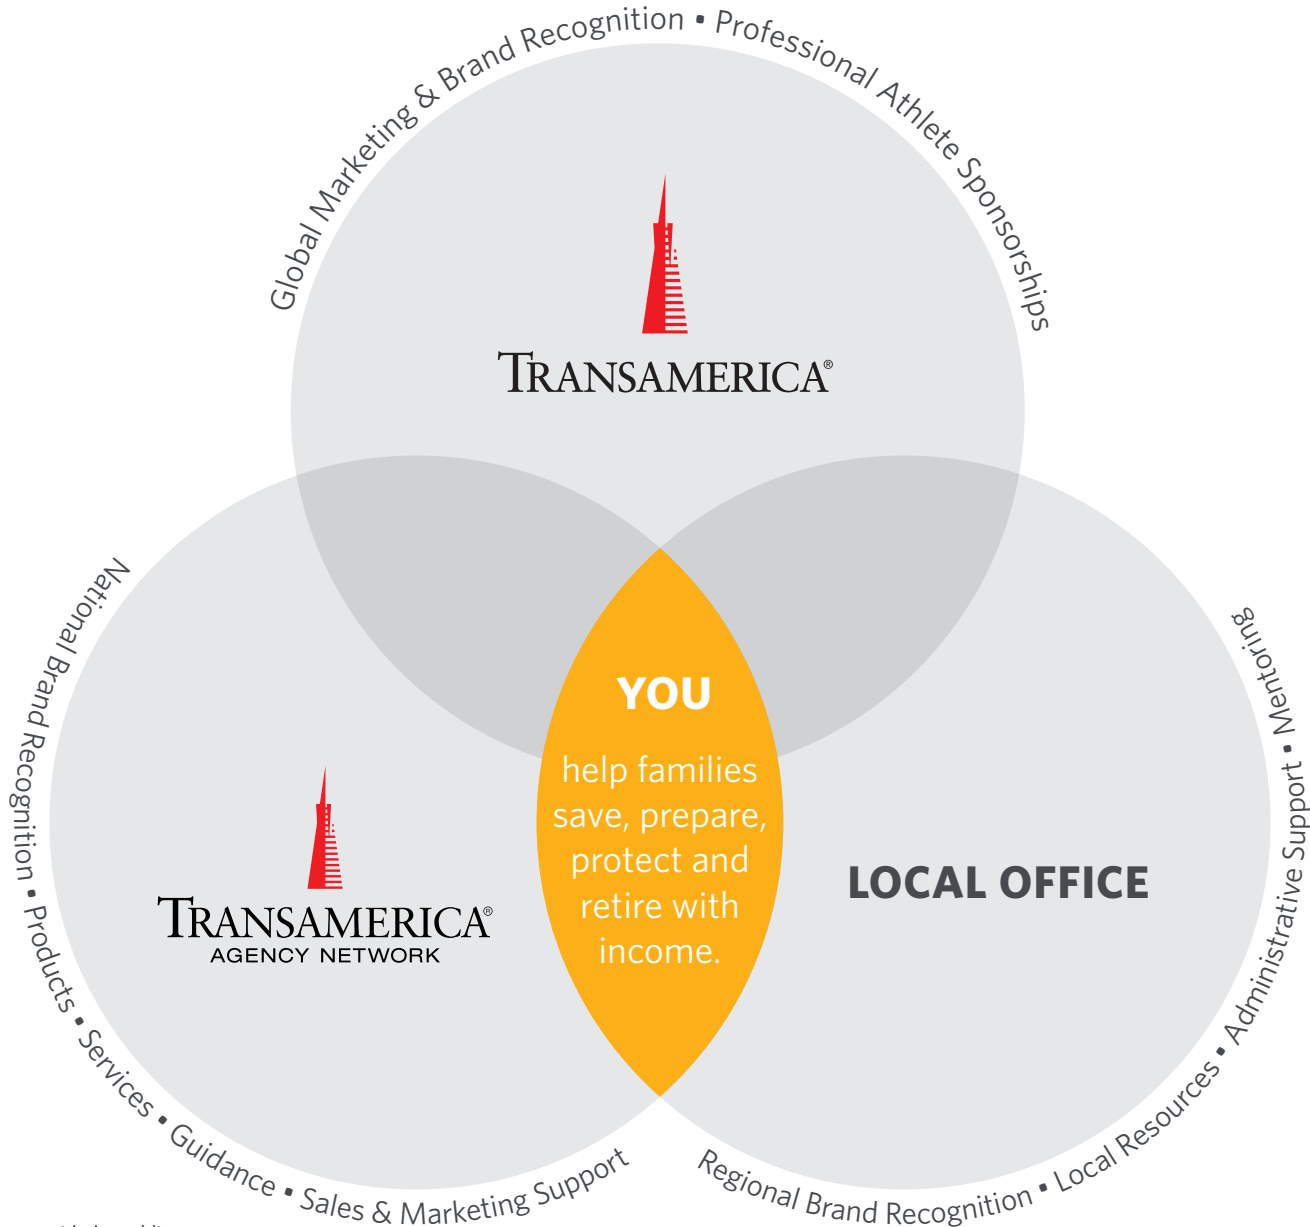 Global Marketing & Brand Recognition ▪ Professional Athlete Sponsorships
TRANSAMERICA®
National Brand Recognition ▪ Products ▪ Services ▪ Guidance ▪ Sales & Marketing Support
TRANSAMERICA®
AGENCY NETWORK
YOU
help families
save, prepare,
protect and
retire with
income.
LOCAL OFFICE
Regional Brand Recognition ▪ Local Resources ▪ Administrative Support ▪ Mentoring